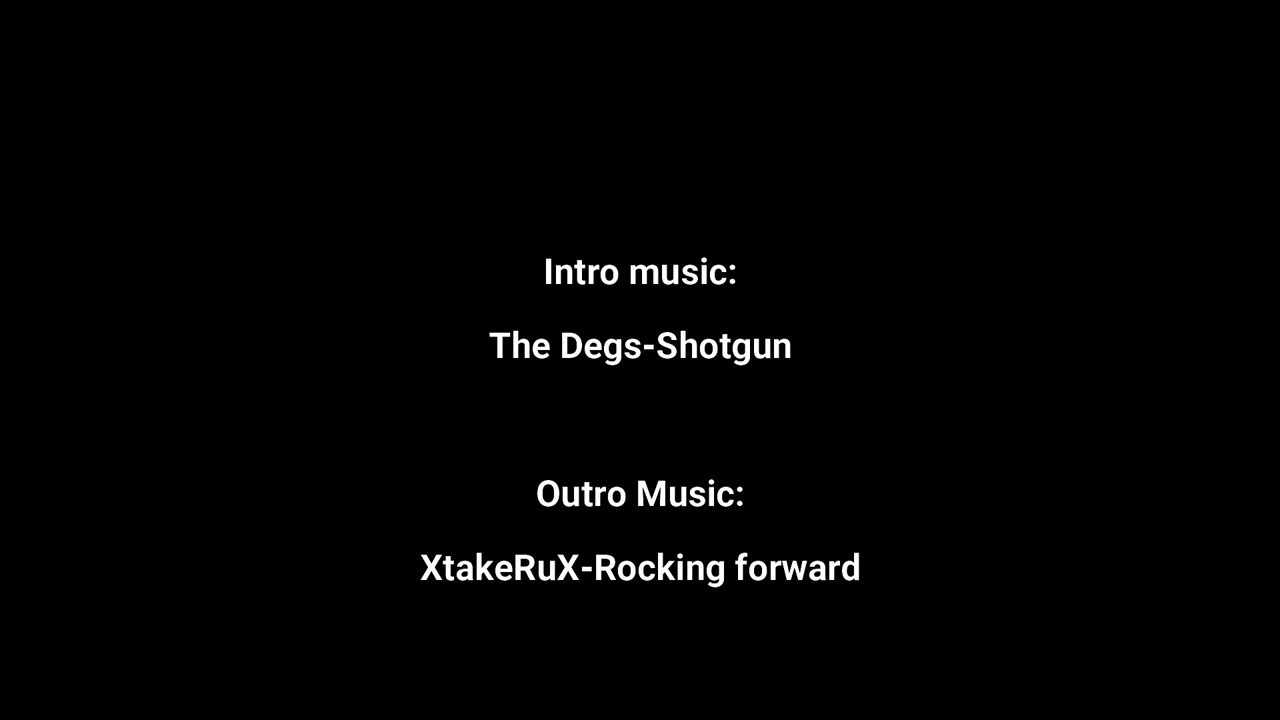 Intro music:
The Degs-Shotgun
Outro Music:
XtakeRuX-Rocking forward